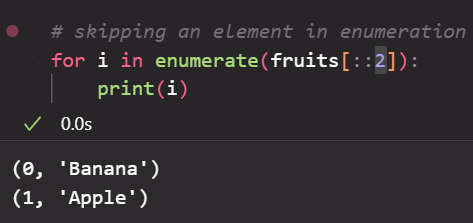 # skipping an element in enumeration
for i in enumerate(fruits[::2]):
    print(i)
0.0s
(0, 'Banana')
(1, 'Apple')